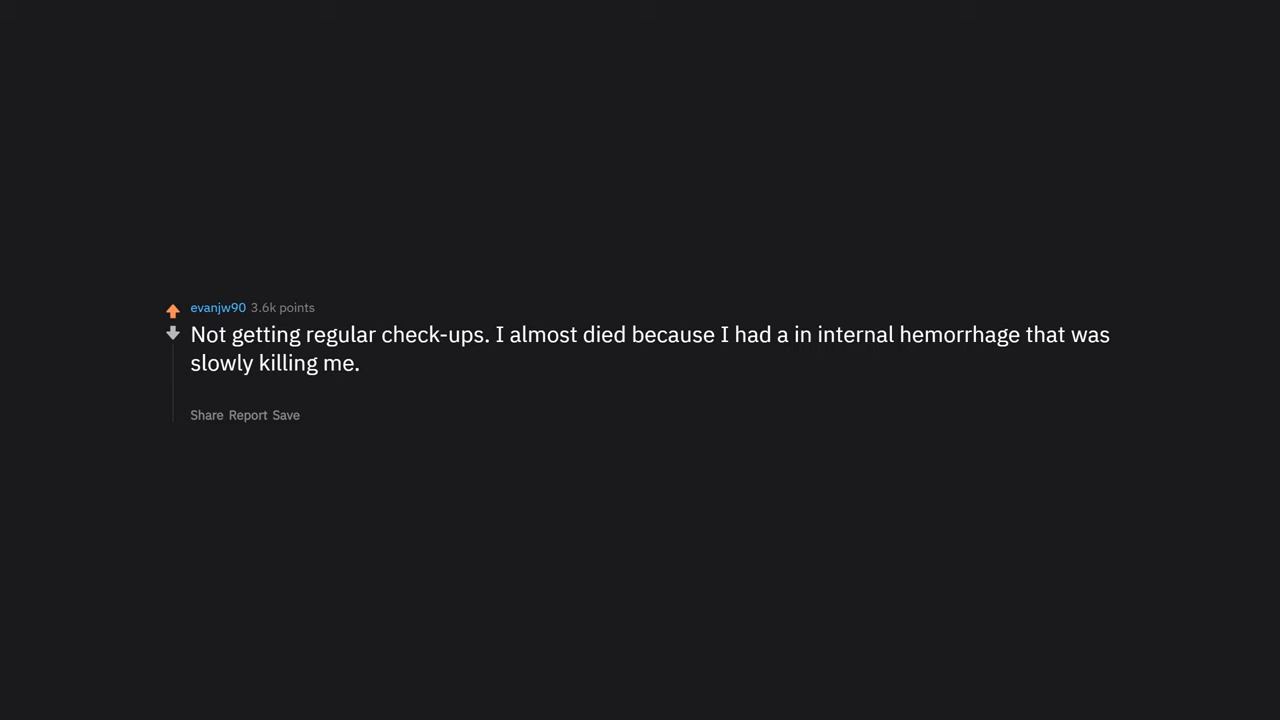 evanjw90 3.6k points
Not getting regular check-ups. I almost died because I had a in internal hemorrhage that was
slowly killing me.
Share Report Save